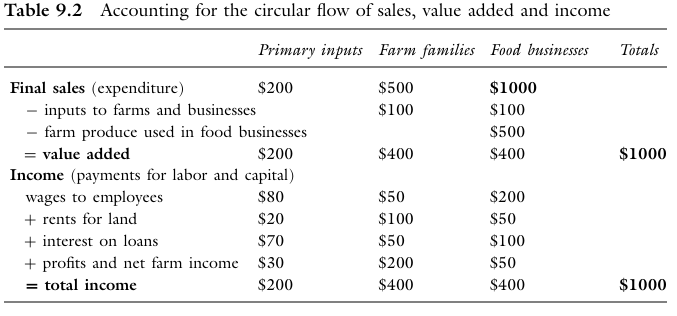 Table 9.2 Accounting for the circular flow of sales, value added and income
Primary inputs Farm families Food businesses Totals
Final sales (expenditure) $200 $500 $1000
− inputs to farms and businesses $100 $100
− farm produce used in food businesses $500
= value added $200 $400 $400 $1000
Income (payments for labor and capital)
wages to employees $80 $50 $200
+ rents for land $20 $100 $50
+ interest on loans $70 $50 $100
+ profits and net farm income $30 $200 $50
= total income $200 $400 $400 $1000